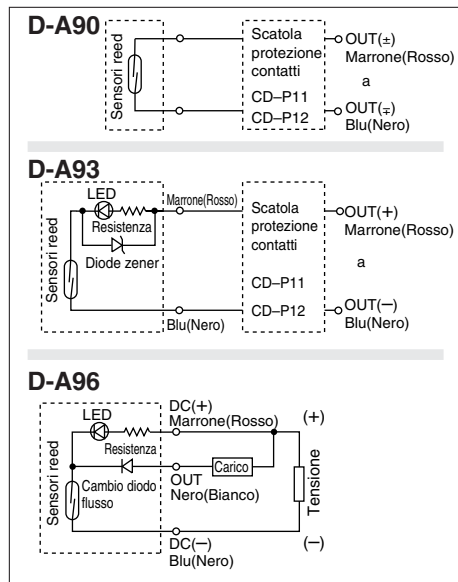 D-A90
Sensori reed
Scatola
protezione
contatti
CD–P11
CD–P12
OUT(±)
Marrone(Rosso)
a
OUT(∓)
Blu(Nero)
D-A93
Sensori reed
LED
Resistenza
Diode zener
Marrone(Rosso)
Blu(Nero)
Scatola
protezione
contatti
CD–P11
CD–P12
OUT(+)
Marrone(Rosso)
a
OUT(—)
Blu(Nero)
D-A96
Sensori reed
LED
Resistenza
Cambio diodo
flusso
DC(+)
Marrone(Rosso)
OUT
Nero(Bianco)
Carico
DC(—)
Blu(Nero)
(+)
Tensione
(—)